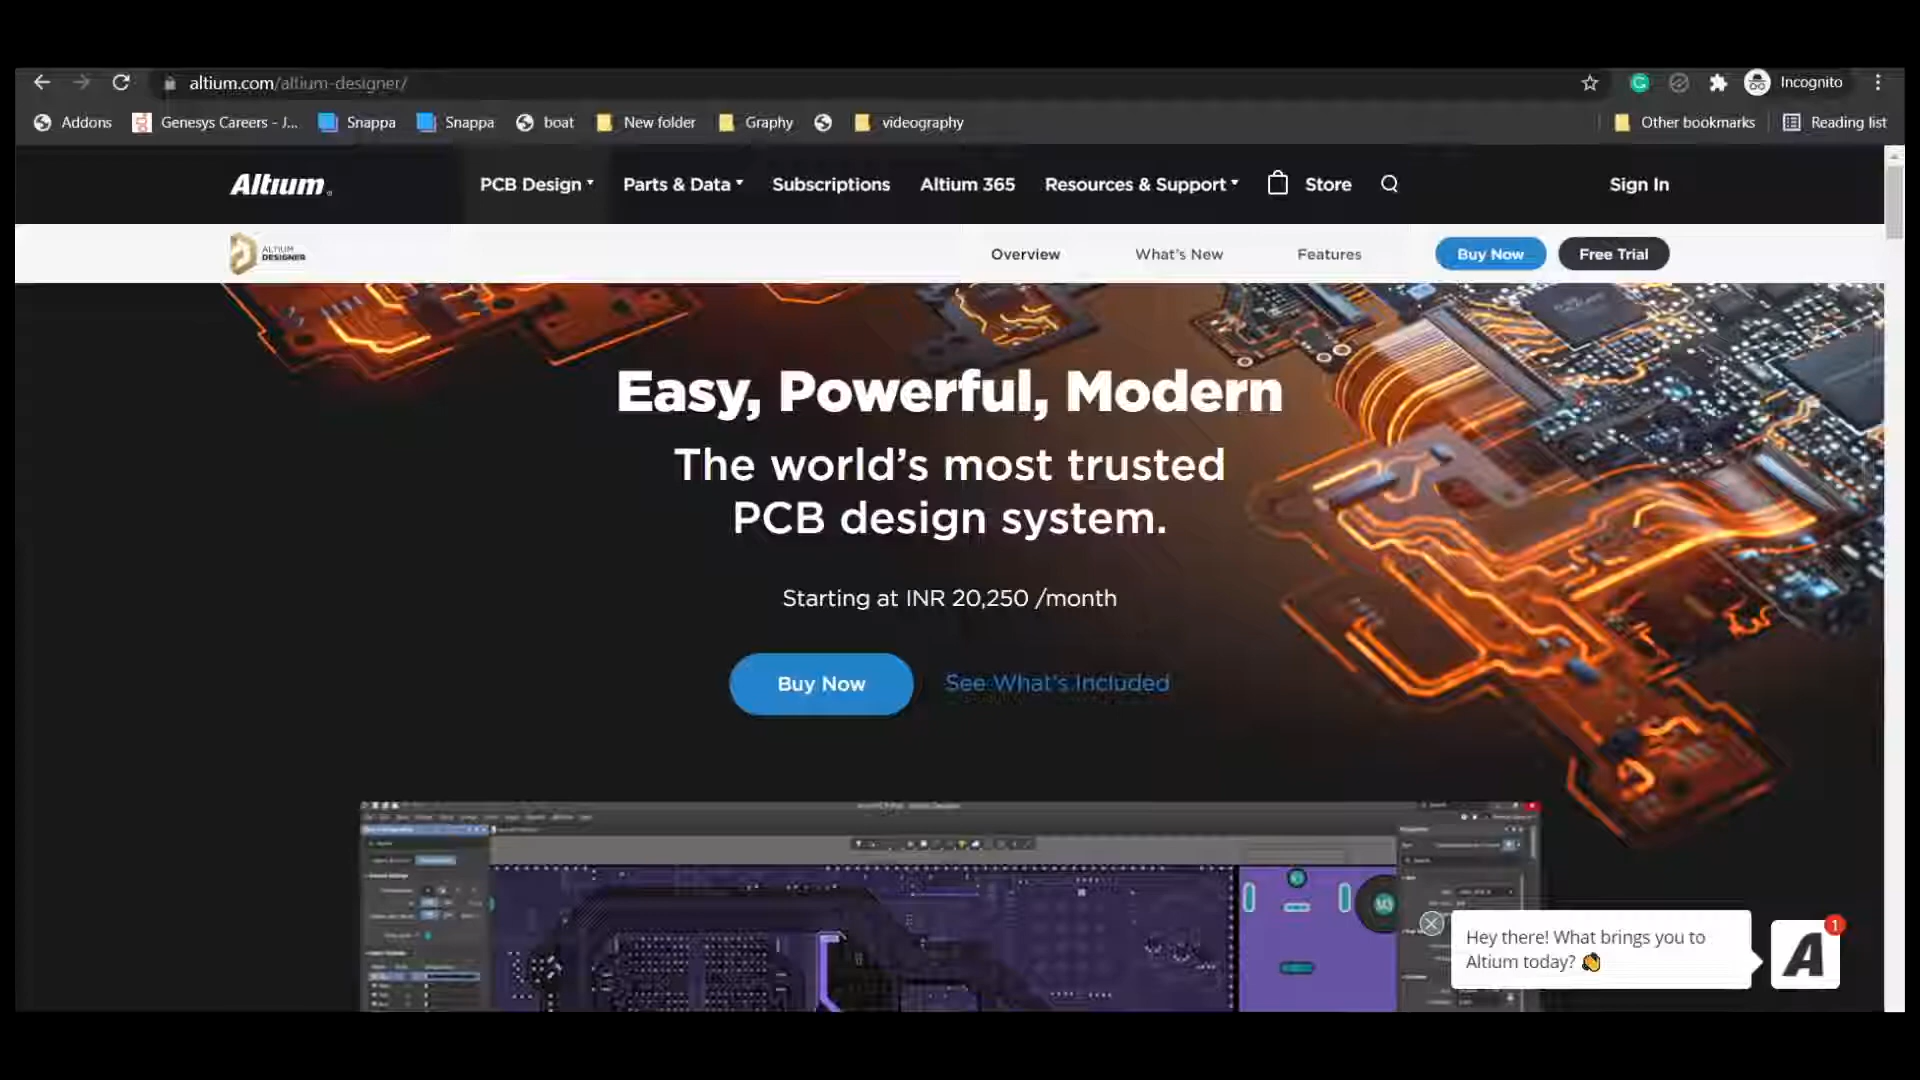 altium.com/altium-designer/
Incognito
Addons
Genesys Careers - J...
Snappa
Snappa
boat
New folder
Graphy
videography
Other bookmarks
Reading list
Altium
PCB Design
Parts & Data
Subscriptions
Altium 365
Resources & Support
Store
Sign In
ALTIUM
DESIGNER
Overview
What's New
Features
Buy Now
Free Trial
Easy, Powerful, Modern
The world's most trusted
PCB design system.
Starting at INR 20,250 /month
Buy Now
See What's Included
Hey there! What brings you to
Altium today? 👏
A
1